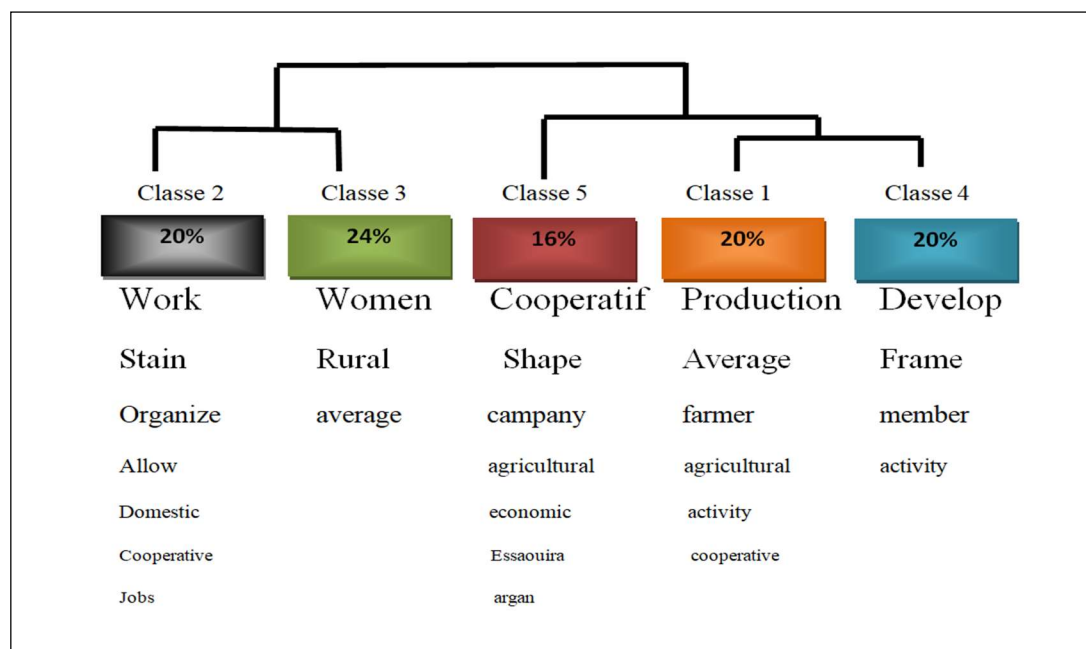 Classe 2 Classe 3 Classe 5 Classe 1 Classe 4
20% 24% 16% 20% 20%
Work Women Cooperatif Production Develop
Stain Rural Shape Average Frame
Organize average campany farmer member
Allow agricultural agricultural activity
Domestic economic activity
Cooperative Essaouira cooperative
Jobs argan